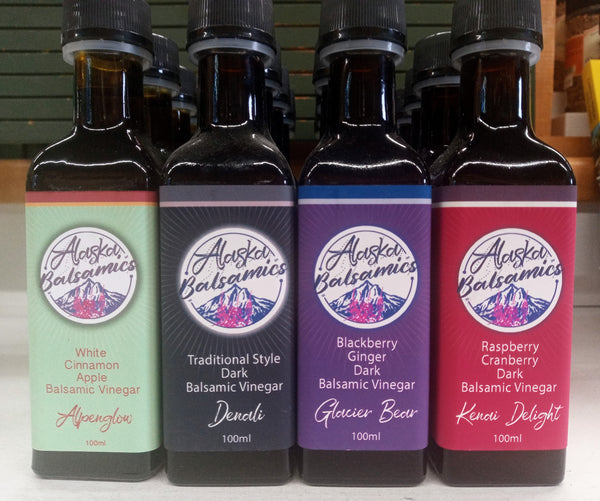 Alaska
Balsamics
White
Cinnamon
Apple
Balsamic Vinegar
Alpenglow
100ml
Alaska
Balsamics
Traditional Style
Dark
Balsamic Vinegar
Denali
100ml
Alaska
Balsamics
Blackberry
Ginger
Dark
Balsamic Vinegar
Glacier Bear
100ml
Alaska
Balsamics
Raspberry
Cranberry
Dark
Balsamic Vinegar
Kenai Delight
100ml